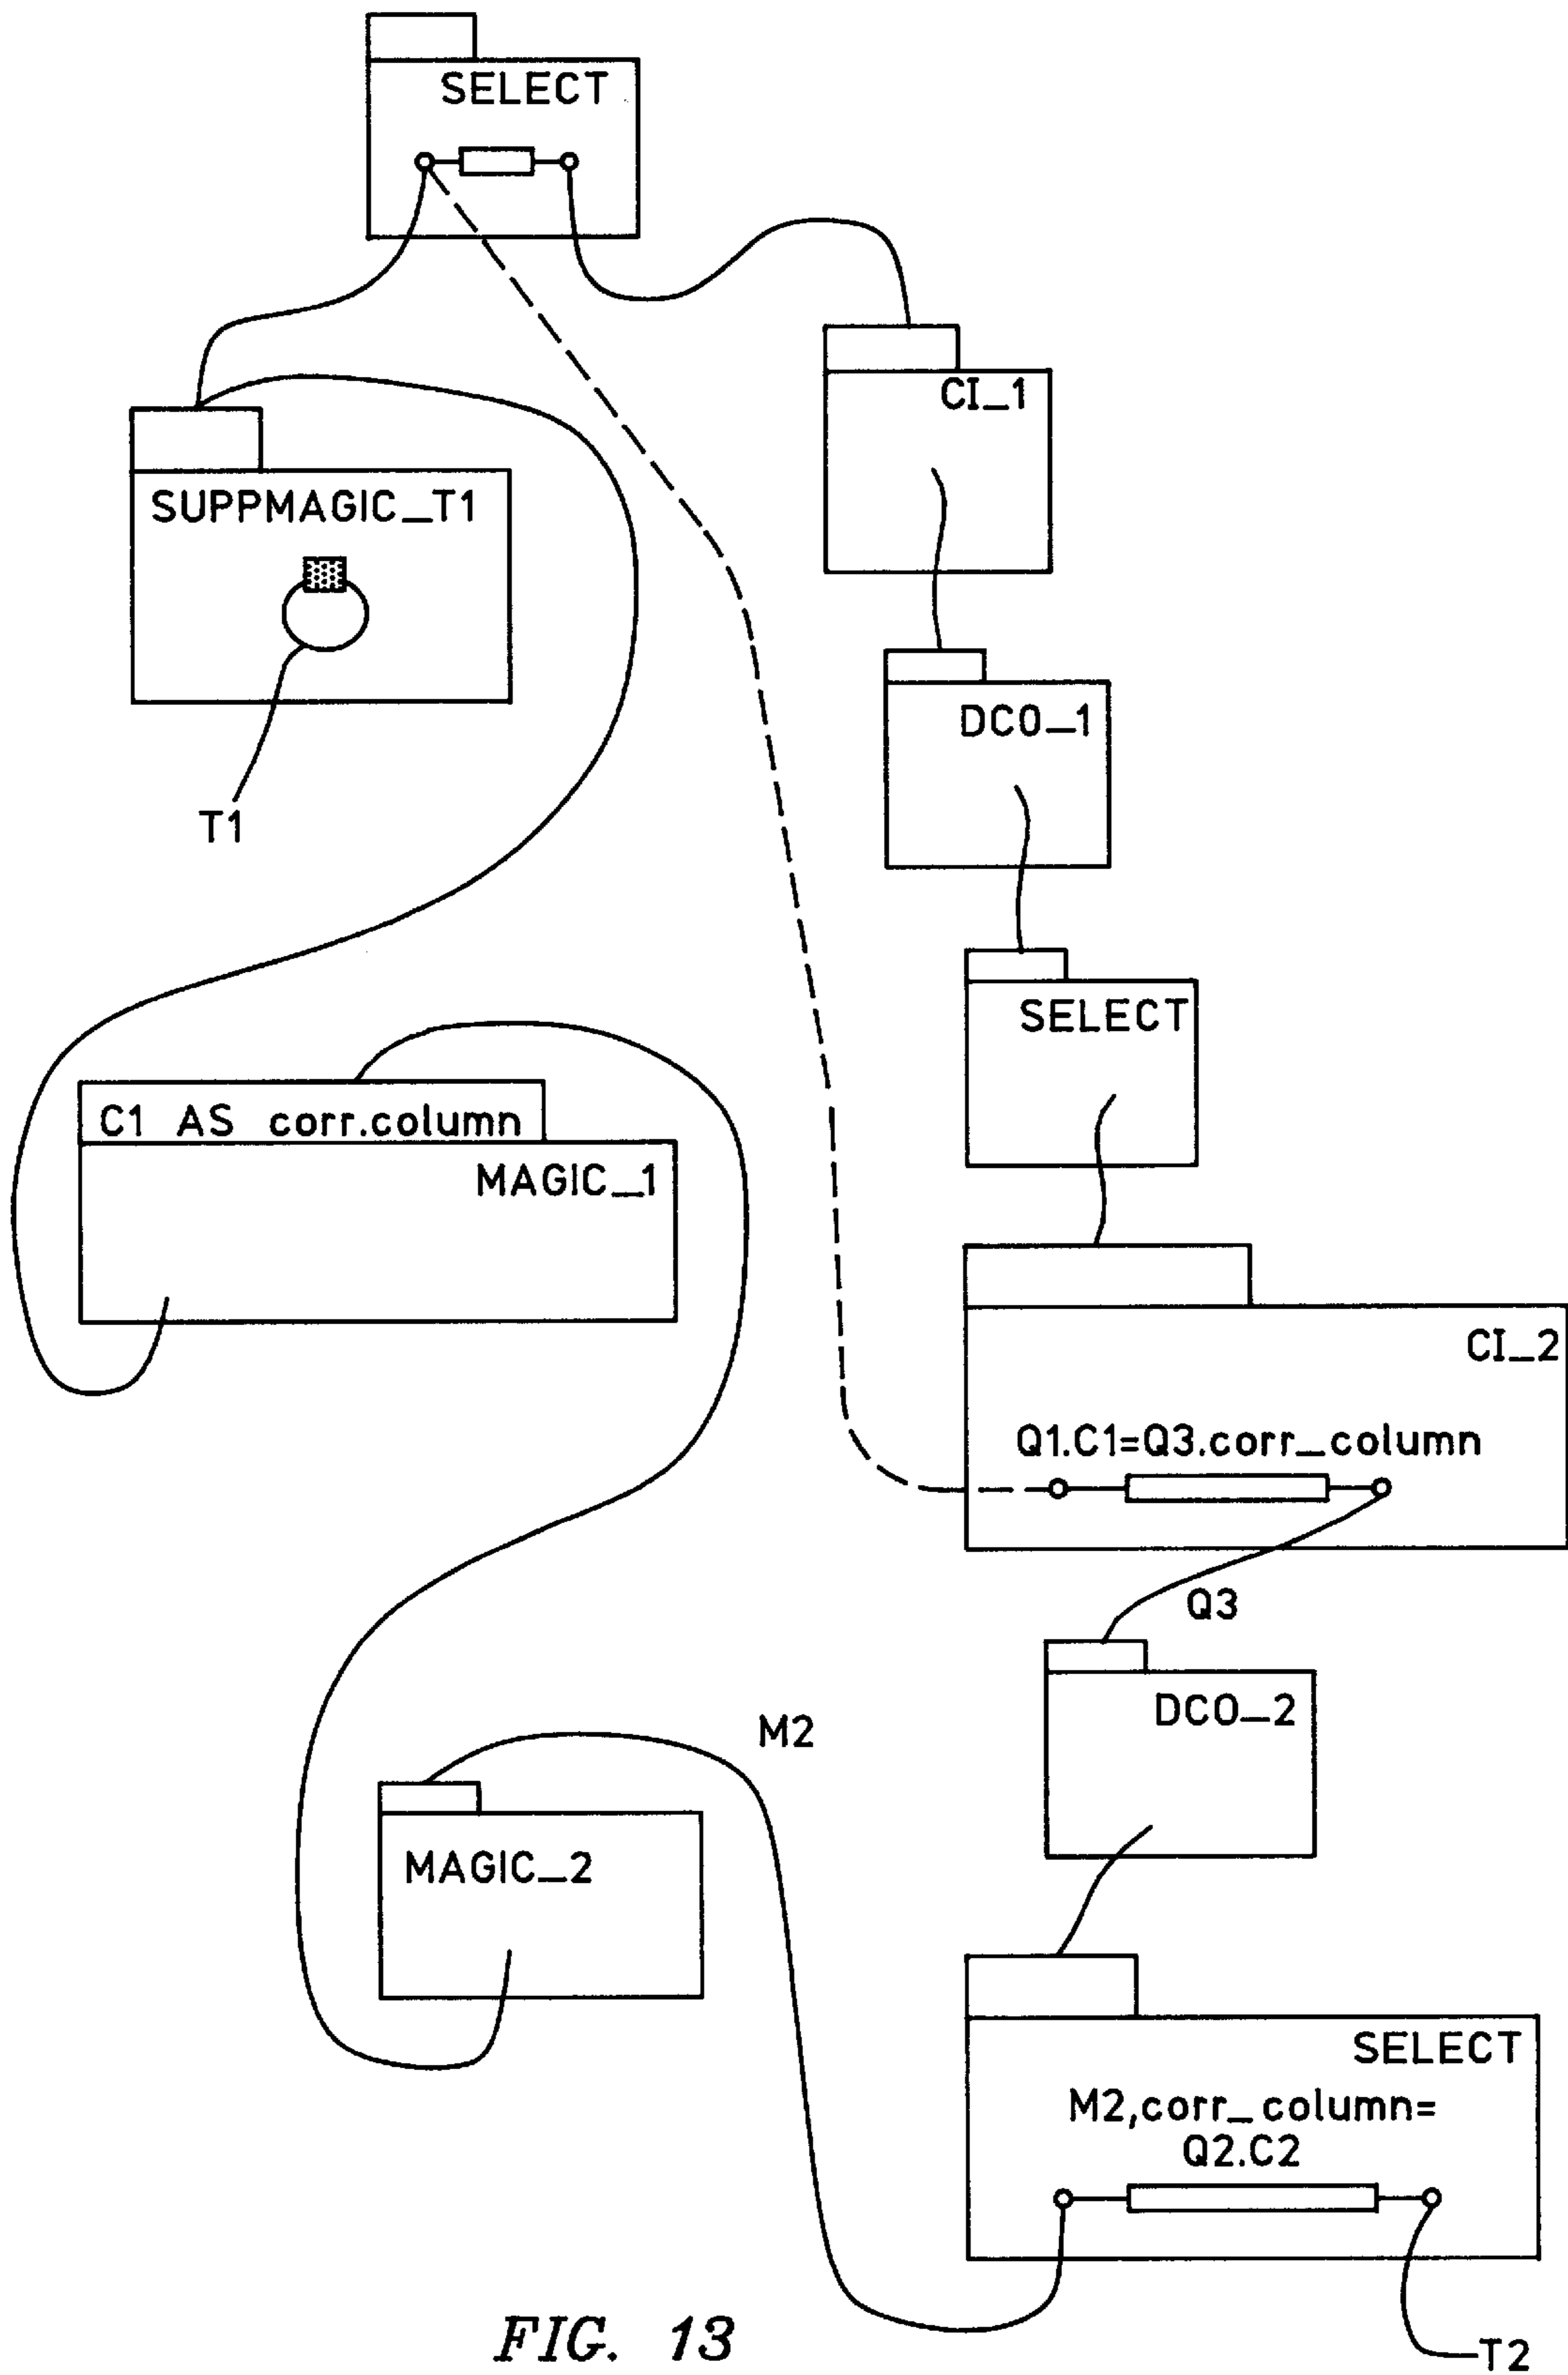 SELECT
CI_1
SUPPMAGIC_T1
DCO_1
T1
SELECT
C1 AS corr.column
MAGIC_1
CI_2
Q1.C1=Q3.corr_column
Q3
DCO_2
M2
MAGIC_2
SELECT
M2,corr_column=
Q2.C2
T2
FIG. 13